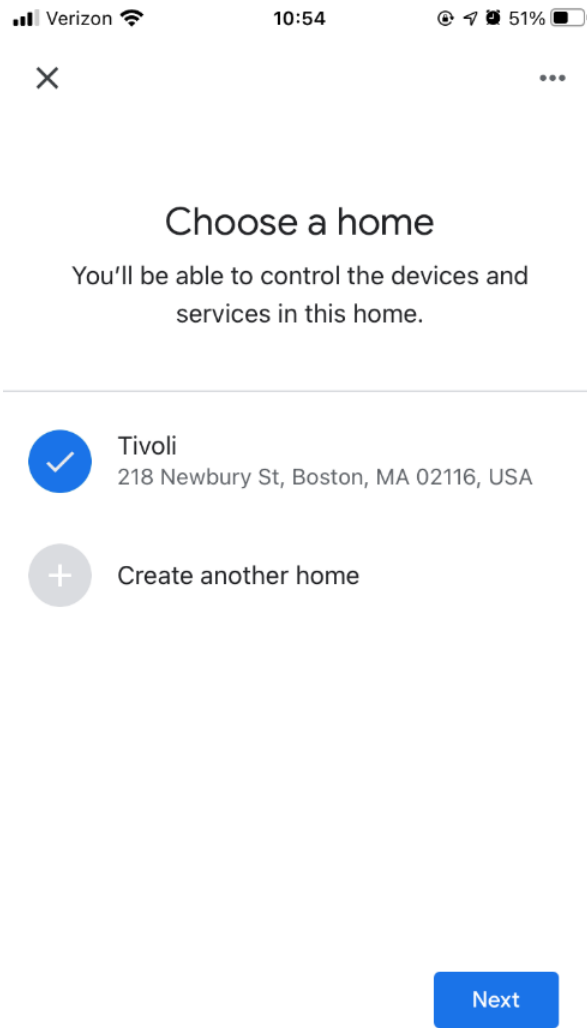 Verizon 10:54 51%
Choose a home
You'll be able to control the devices and
services in this home.
Tivoli
218 Newbury St, Boston, MA 02116, USA
Create another home
Next